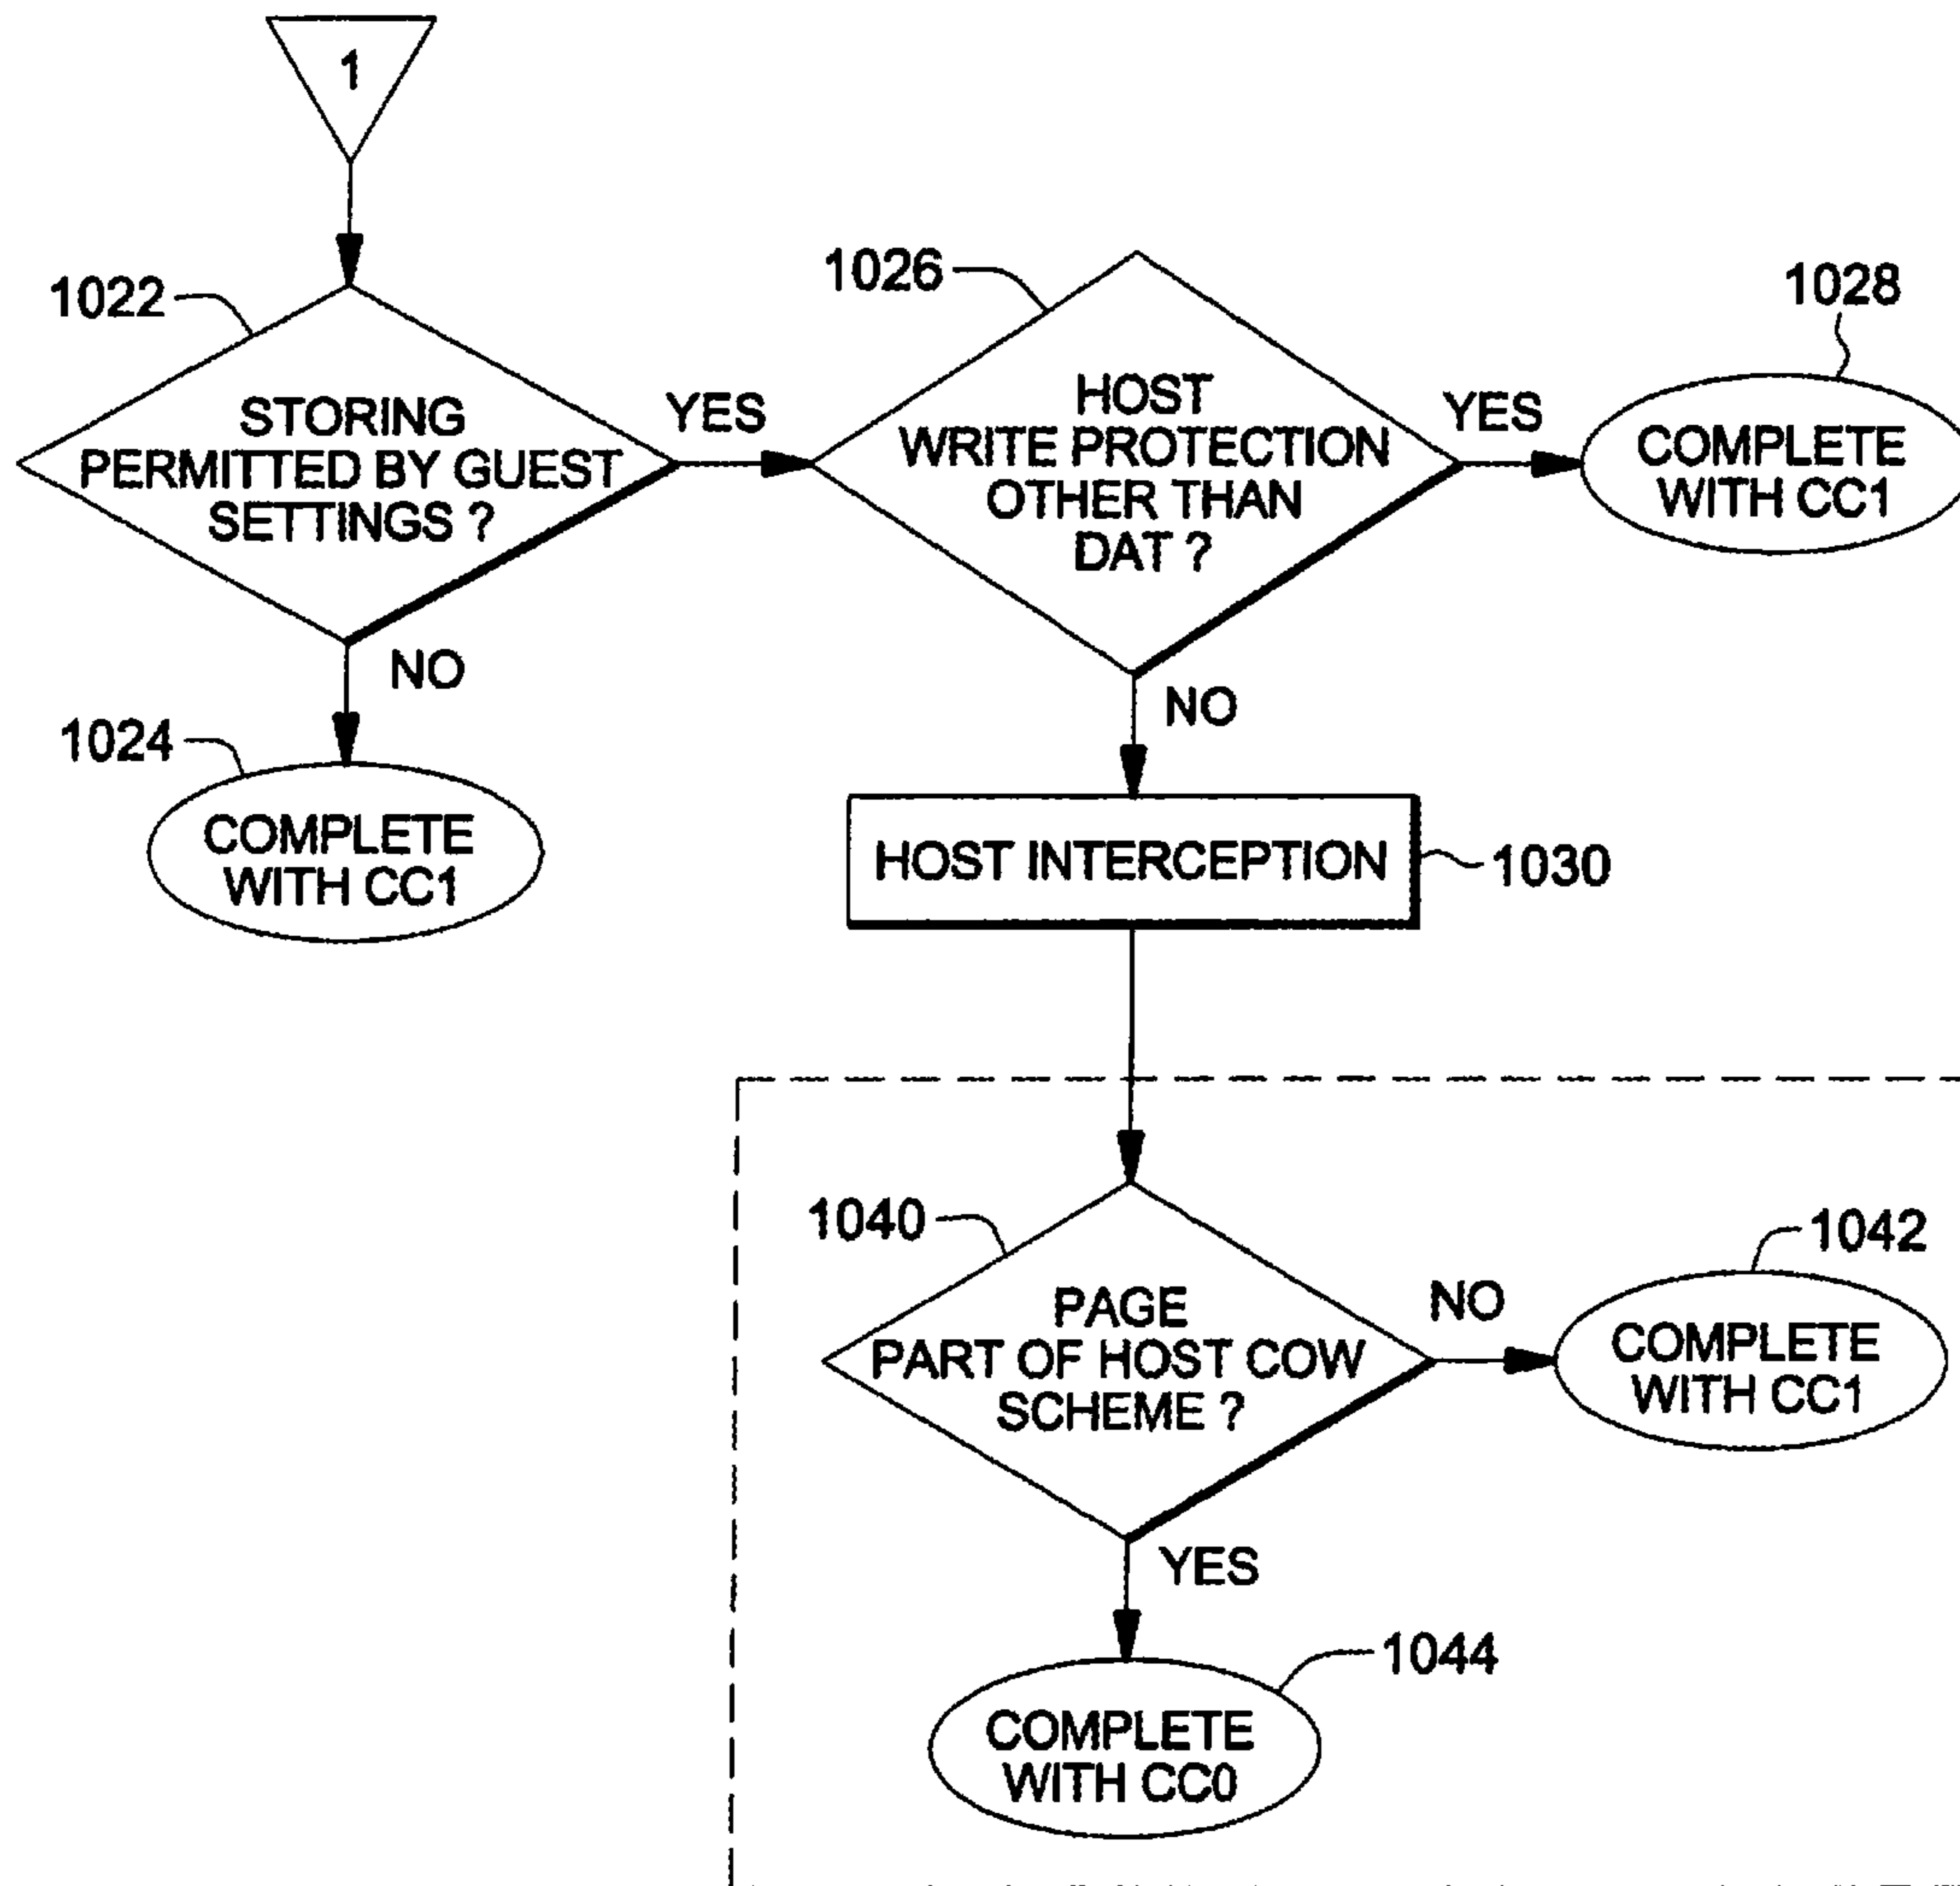 1
1022
STORING
PERMITTED BY GUEST
SETTINGS ?
YES
NO
1024
COMPLETE
WITH CC1
1026
HOST
WRITE PROTECTION
OTHER THAN
DAT ?
YES
1028
COMPLETE
WITH CC1
NO
HOST INTERCEPTION
1030
1040
PAGE
PART OF HOST COW
SCHEME ?
NO
1042
COMPLETE
WITH CC1
YES
1044
COMPLETE
WITH CC0